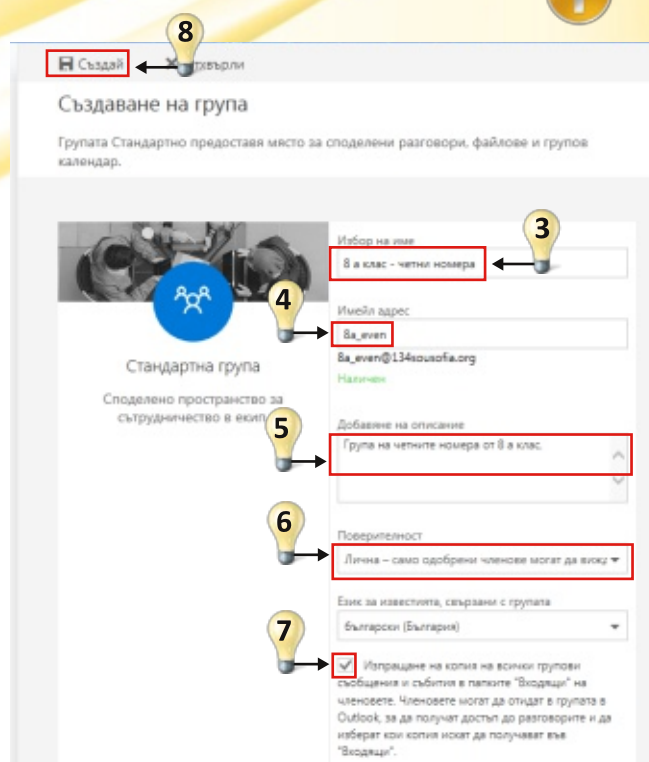 8
Създай
хвърли
Създаване на група
Групата Стандартно предоставя място за споделени разговори, файлове и групов
календар.
Избор на име
3
8 а клас - четни номера
4
Имейл адрес
8a_even
8a_even@134sousofia.org
Наличен
Стандартна група
Споделено пространство за
сътрудничество в екип
5
Добавяне на описание
Група на четните номера от 8 а клас.
6
Поверителност
Лична – само одобрени членове могат да
Език за известията, свързани с групата
български (България)
7
Изпращане на копия на всички групови
съобщения и събития в папките "Входящи" на
членовете. Членовете могат да отидат в групата в
Outlook, за да получат достъп до разговорите и да
изберат кои копия искат да получават във
"Входящи".